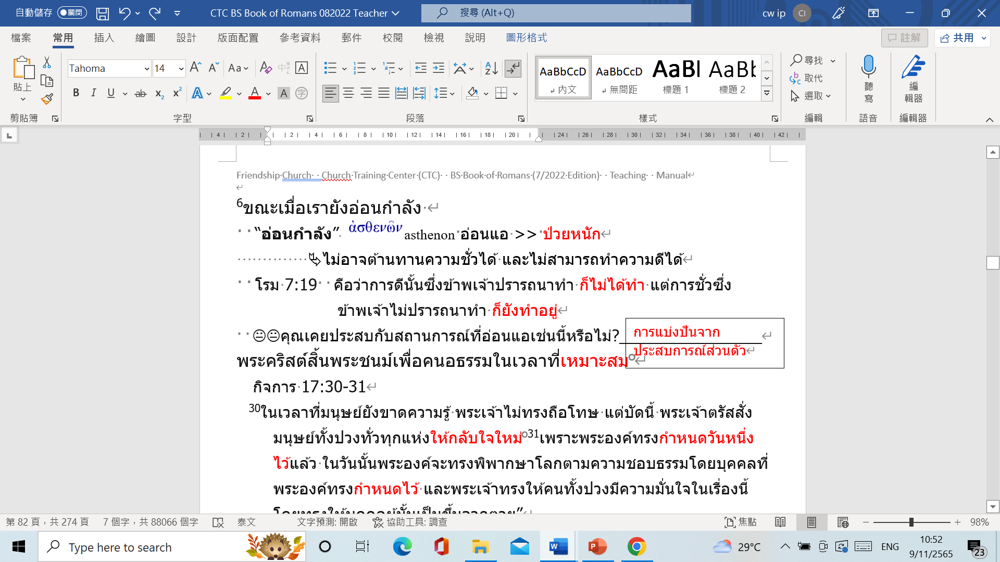 自動儲存 關閉 CTC BS Book of Romans 082022 Teacher 搜尋 (Alt+Q) cw ip CI
檔案 常用 插入 繪圖 設計 版面配置 參考資料 郵件 校閱 檢視 說明 圖形格式 註解 共用
貼上 Tahoma 14 AaBbCcD AaBbCcD AaBl AaBb 尋找
內文 無間距 標題 1 標題 2 取代 選取
聽寫 編輯器
剪貼簿 字型 段落 樣式 編輯 語音 編輯器
4 2 2 4 6 8 10 12 14 16 18 20 24 26 28 30 32 34 36 38 40 42
Friendship Church Church Training Center (CTC) BS Book of Romans (7/2022 Edition) Teaching Manual
6ขณะเมื่อเรายังอ่อนกำลัง
“อ่อนกำลัง” ἀσθενῶν asthenon อ่อนแอ >> ป่วยหนัก
ไม่อาจต้านทานความชั่วได้ และไม่สามารถทำความดีได้
โรม 7:19 คือว่าการดีนั้นซึ่งข้าพเจ้าปรารถนาทำ ก็ไม่ได้ทำ แต่การชั่วซึ่ง
ข้าพเจ้าไม่ปรารถนาทำ ก็ยังทำอยู่
😐😐คุณเคยประสบกับสถานการณ์ที่อ่อนแอเช่นนี้หรือไม่?
การแบ่งปันจาก
ประสบการณ์ส่วนตัว
พระคริสต์สิ้นพระชนม์เพื่อคนอธรรมในเวลาที่เหมาะสม
กิจการ 17:30-31
30ในเวลาที่มนุษย์ยังขาดความรู้ พระเจ้าไม่ทรงถือโทษ แต่บัดนี้ พระเจ้าตรัสสั่ง
มนุษย์ทั้งปวงทั่วทุกแห่งให้กลับใจใหม่ 31เพราะพระองค์ทรงกำหนดวันหนึ่ง
ไว้แล้ว ในวันนั้นพระองค์จะทรงพิพากษาโลกตามความชอบธรรมโดยบุคคลที่
พระองค์ทรงกำหนดไว้ และพระเจ้าทรงให้คนทั้งปวงมีความมั่นใจในเรื่องนี้
第 82 頁，共 274 頁 7 個字，共 88066 個字 泰文 文字預測: 開啟 協助工具: 調查 焦點 98%
Type here to search 29°C ENG 10:52
9/11/2565 23